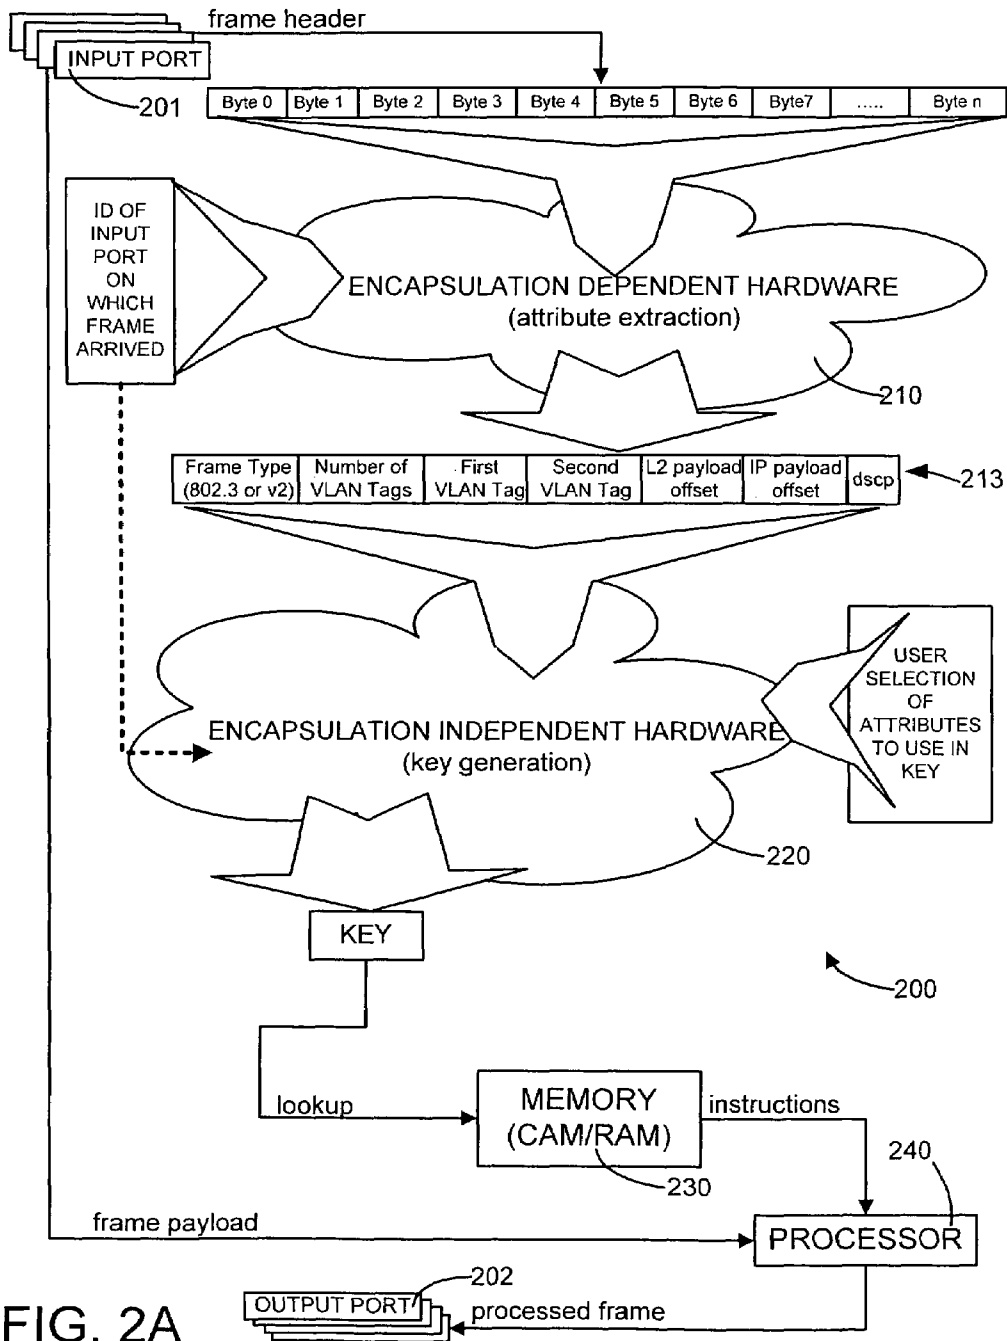 frame header
INPUT PORT
201
Byte 0 Byte 1 Byte 2 Byte 3 Byte 4 Byte 5 Byte 6 Byte7 ..... Byte n
ID OF
INPUT
PORT
ON
WHICH
FRAME
ARRIVED
ENCAPSULATION DEPENDENT HARDWARE
(attribute extraction)
210
Frame Type
(802.3 or v2)
Number of
VLAN Tags
First
VLAN Tag
Second
VLAN Tag
L2 payload
offset
IP payload
offset
dscp
213
USER
SELECTION
OF
ATTRIBUTES
TO USE IN
KEY
ENCAPSULATION INDEPENDENT HARDWARE
(key generation)
220
KEY
200
lookup
MEMORY
(CAM/RAM)
230
instructions
240
frame payload
PROCESSOR
202
OUTPUT PORT
processed frame
FIG. 2A